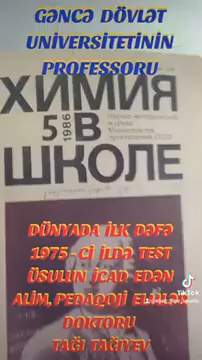 GƏNCƏ DÖVLƏT
UNİVERSİTETİNİN
PROFESSORU
ХИМИЯ
5
1986
В
ШКОЛЕ
DÜNYADA İLK DƏFƏ
1975-Cİ İLDƏ TEST
ÜSULUN İCAD EDƏN
ALİM, PEDAQOJİ ELMLƏR
DOKTORU
TAĞI TAĞIYEV
TikTok